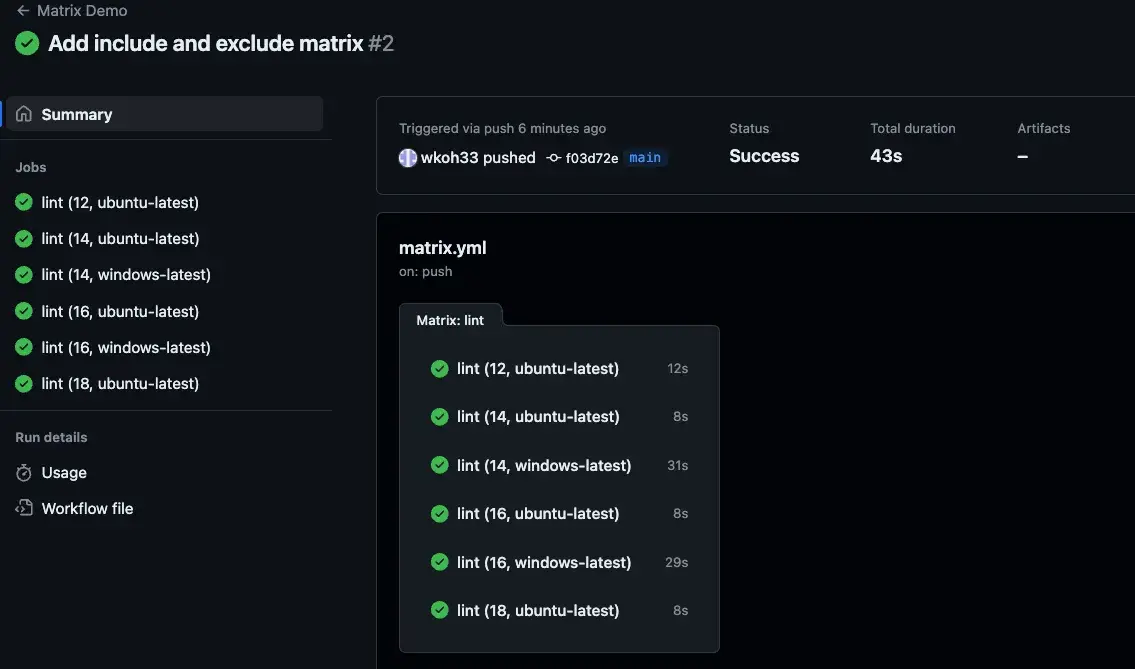 Matrix Demo
Add include and exclude matrix #2
Summary
Jobs
lint (12, ubuntu-latest)
lint (14, ubuntu-latest)
lint (14, windows-latest)
lint (16, ubuntu-latest)
lint (16, windows-latest)
lint (18, ubuntu-latest)
Run details
Usage
Workflow file
Triggered via push 6 minutes ago
wkoh33 pushed f03d72e main
Status
Success
Total duration
43s
Artifacts
–
matrix.yml
on: push
Matrix: lint
lint (12, ubuntu-latest) 12s
lint (14, ubuntu-latest) 8s
lint (14, windows-latest) 31s
lint (16, ubuntu-latest) 8s
lint (16, windows-latest) 29s
lint (18, ubuntu-latest) 8s